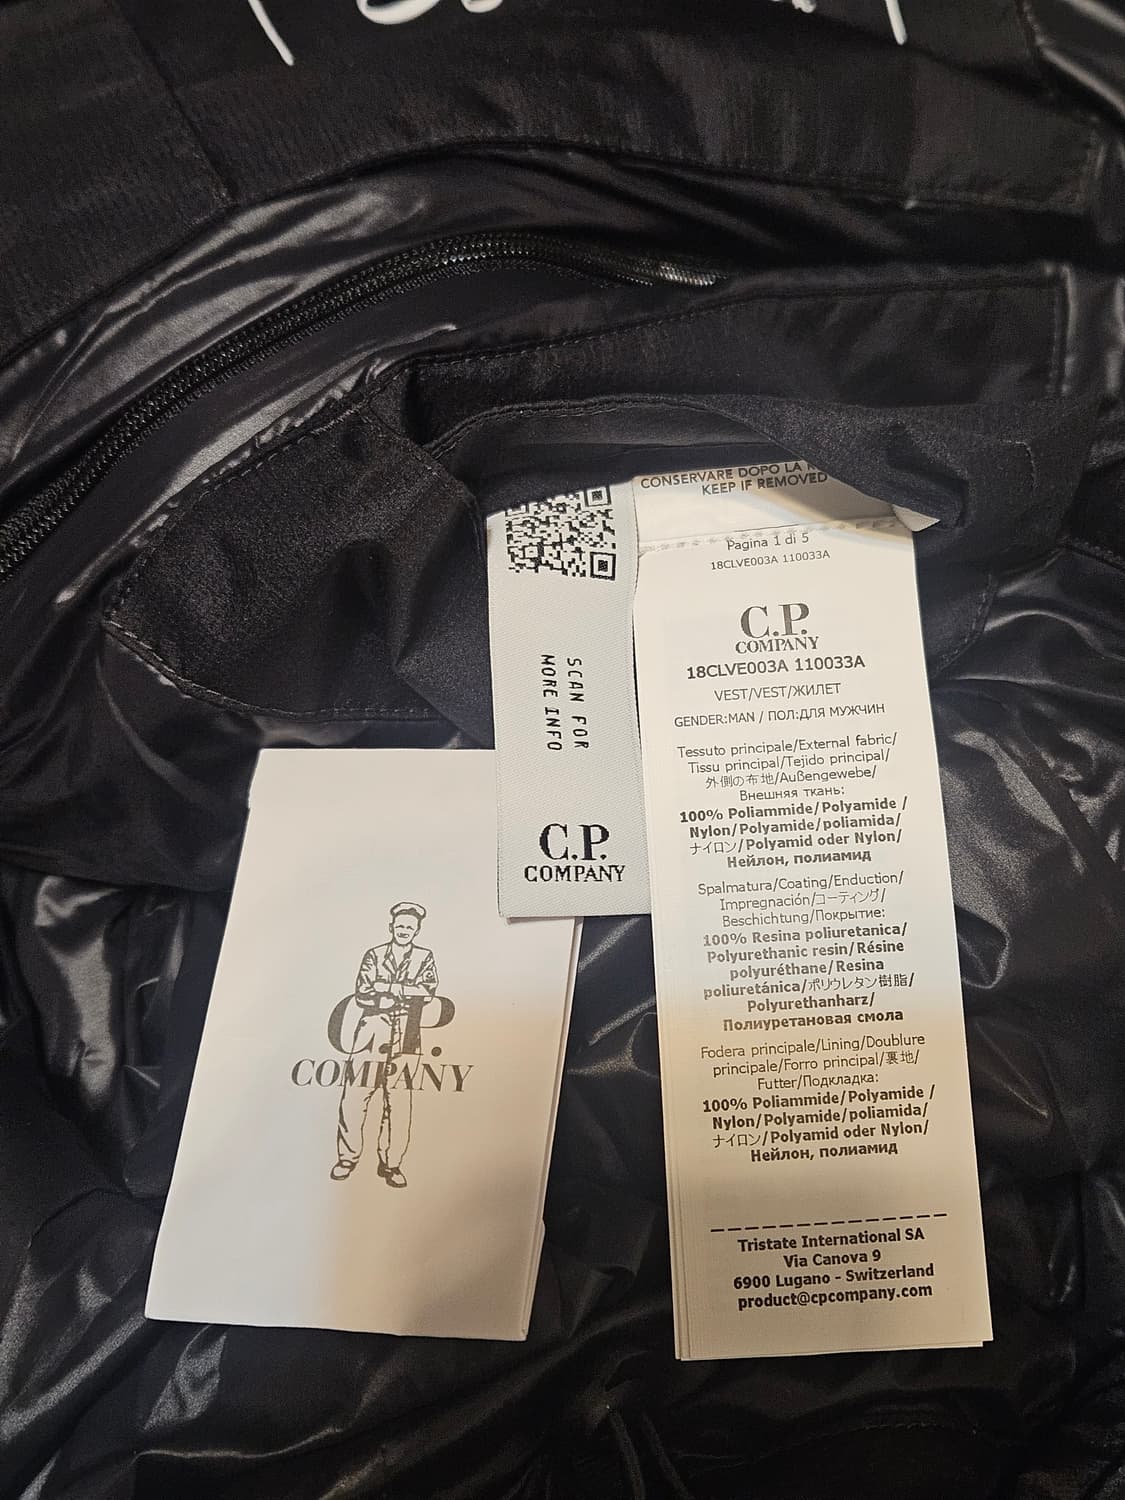 SCAN FOR
MORE INFO
C.P.
COMPANY
C.P.
COMPANY
CONSERVARE DOPO LA
KEEP IF REMOVED
Pagina 1 di 5
18CLVE003A 110033A
C.P.
COMPANY
18CLVE003A 110033A
VEST/VEST/ЖИЛЕТ
GENDER:MAN / ПОЛ:ДЛЯ МУЖЧИН
Tessuto principale/External fabric/
Tissu principal/Tejido principal/
外側の布地/Außengewebe/
Внешняя ткань:
100% Poliammide/Polyamide /
Nylon/Polyamide/poliamida/
ナイロン/Polyamid oder Nylon/
Нейлон, полиамид
Spalmatura/Coating/Enduction/
Impregnación/コーティング/
Beschichtung/Покрытие:
100% Resina poliuretanica/
Polyurethanic resin/Résine
polyuréthane/Resina
poliuretánica/ポリウレタン樹脂/
Polyurethanharz/
Полиуретановая смола
Fodera principale/Lining/Doublure
principale/Forro principal/裏地/
Futter/Подкладка:
100% Poliammide/Polyamide /
Nylon/Polyamide/poliamida/
ナイロン/Polyamid oder Nylon/
Нейлон, полиамид
Tristate International SA
Via Canova 9
6900 Lugano - Switzerland
product@cpcompany.com